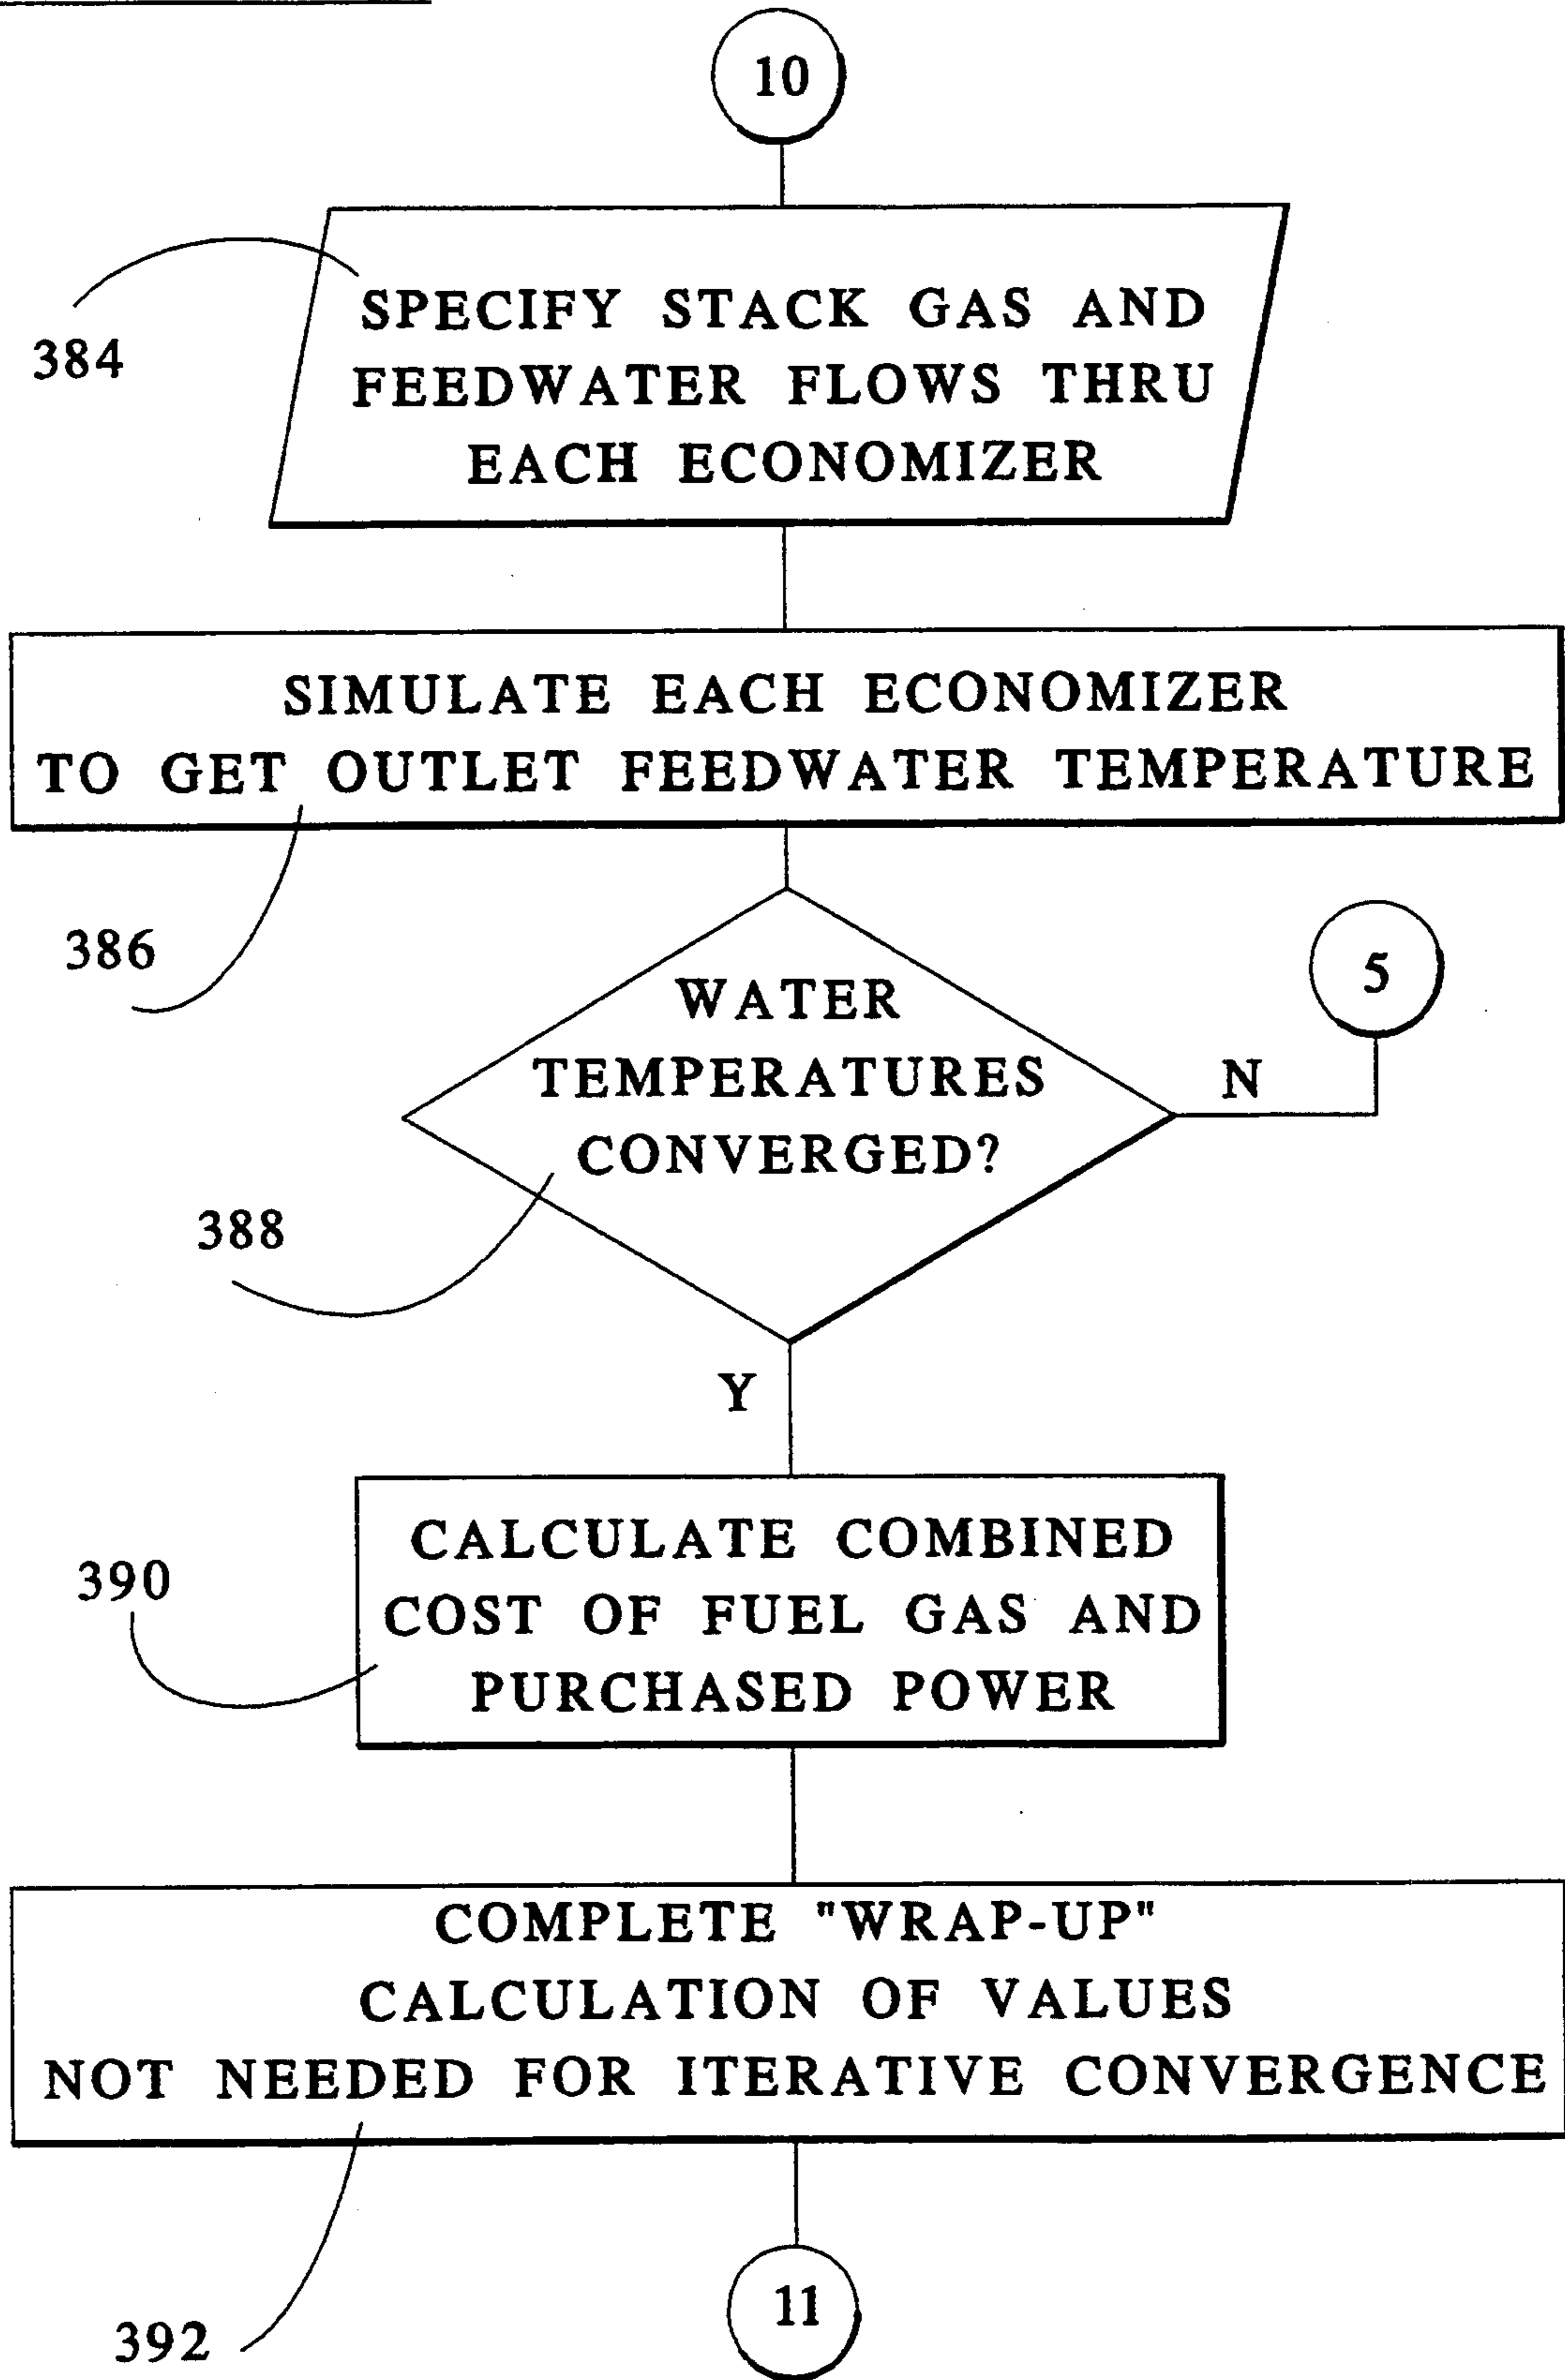 10
384
SPECIFY STACK GAS AND
FEEDWATER FLOWS THRU
EACH ECONOMIZER
SIMULATE EACH ECONOMIZER
TO GET OUTLET FEEDWATER TEMPERATURE
386
5
WATER
TEMPERATURES
CONVERGED?
N
388
Y
390
CALCULATE COMBINED
COST OF FUEL GAS AND
PURCHASED POWER
COMPLETE "WRAP-UP"
CALCULATION OF VALUES
NOT NEEDED FOR ITERATIVE CONVERGENCE
392
11